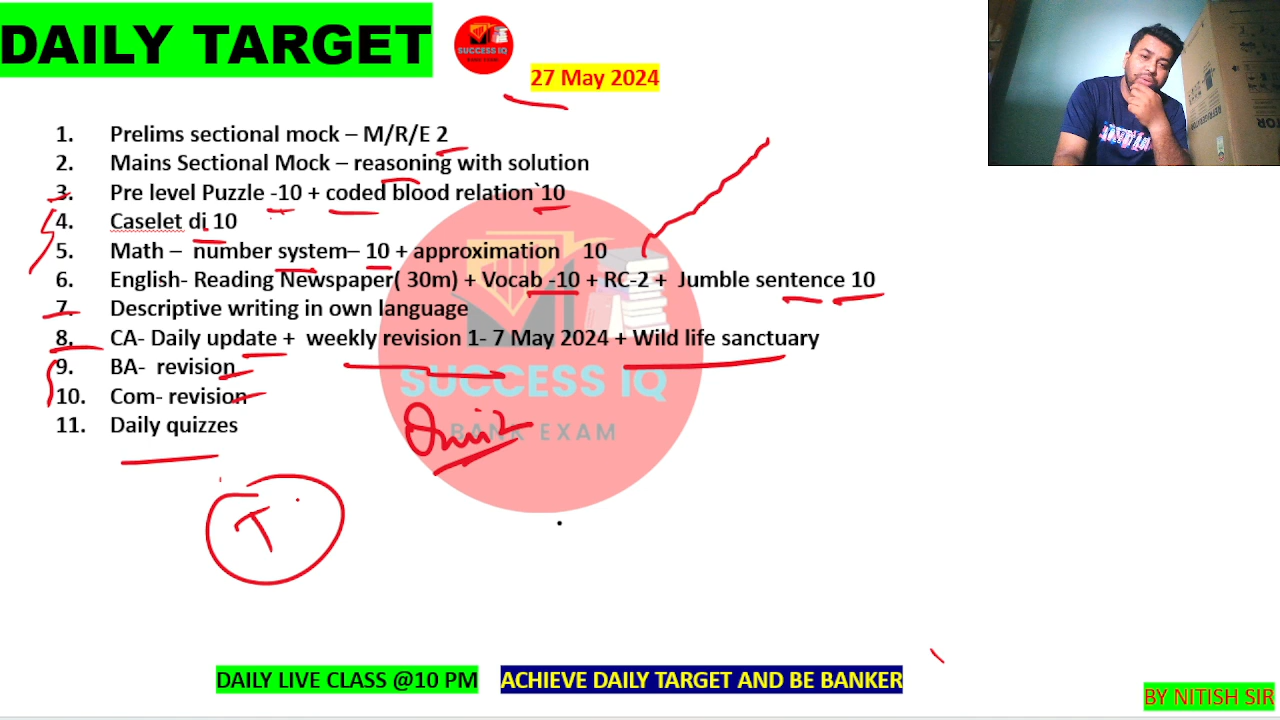 DAILY TARGET
SUCCESS IQ
BANK EXAM
27 May 2024
1. Prelims sectional mock – M/R/E 2
2. Mains Sectional Mock – reasoning with solution
3. Pre level Puzzle -10 + coded blood relation`10
4. Caselet di 10
5. Math – number system– 10 + approximation 10
6. English- Reading Newspaper( 30m) + Vocab -10 + RC-2 + Jumble sentence 10
7. Descriptive writing in own language
8. CA- Daily update + weekly revision 1- 7 May 2024 + Wild life sanctuary
9. BA- revision
10. Com- revision
11. Daily quizzes
SUCCESS IQ
BANK EXAM
Quiz
T
DAILY LIVE CLASS @10 PM ACHIEVE DAILY TARGET AND BE BANKER
BY NITISH SIR